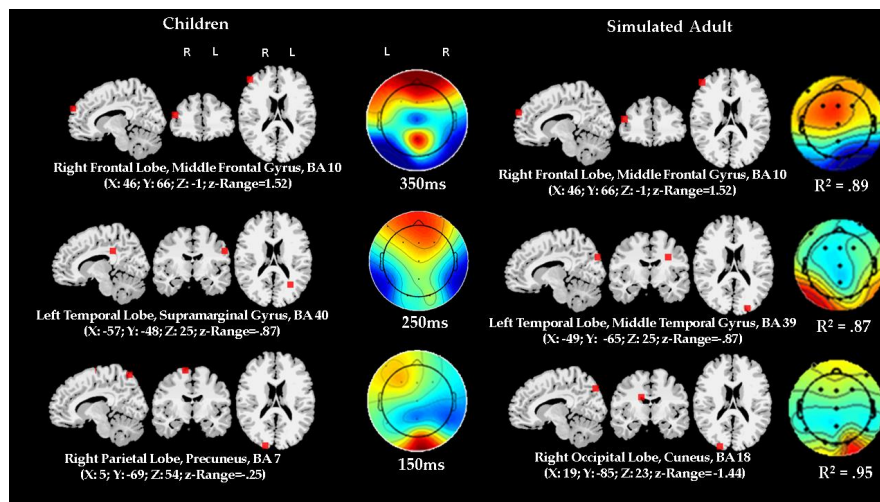 Children
Simulated Adult
R L R L L R
Right Frontal Lobe, Middle Frontal Gyrus, BA 10
(X: 46; Y: 66; Z: -1; z-Range=1.52)
350ms
Right Frontal Lobe, Middle Frontal Gyrus, BA 10
(X: 46; Y: 66; Z: -1; z-Range=1.52)
R² = .89
Left Temporal Lobe, Supramarginal Gyrus, BA 40
(X: -57; Y: -48; Z: 25; z-Range=-.87)
250ms
Left Temporal Lobe, Middle Temporal Gyrus, BA 39
(X: -49; Y: -65; Z: 25; z-Range=-.87)
R² = .87
Right Parietal Lobe, Precuneus, BA 7
(X: 5; Y: -69; Z: 54; z-Range=-.25)
150ms
Right Occipital Lobe, Cuneus, BA 18
(X: 19; Y: -85; Z: 23; z-Range=-1.44)
R² = .95